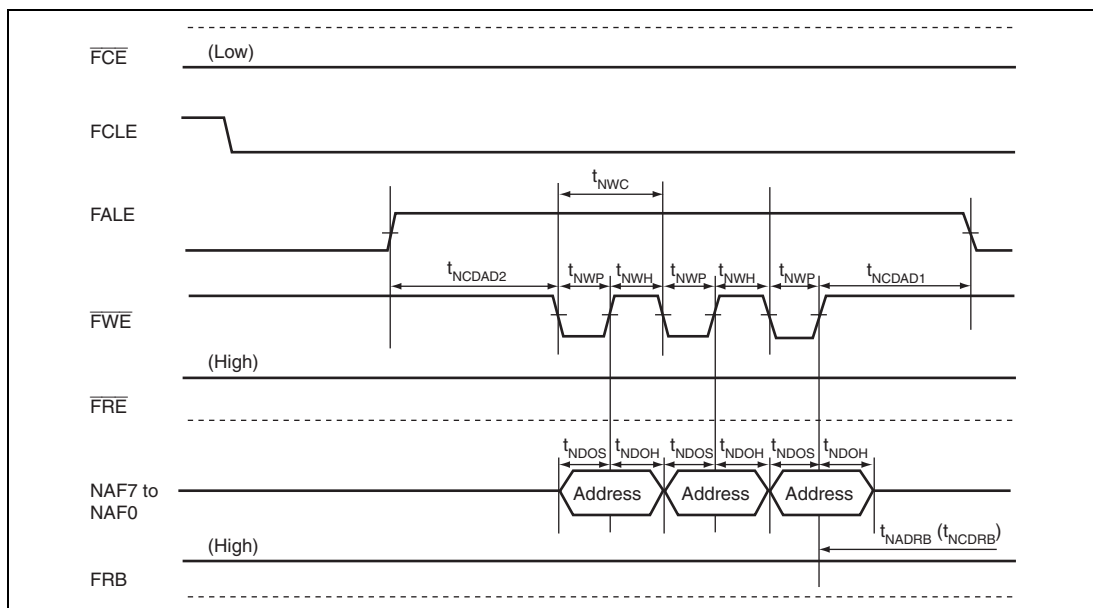 FCE
(Low)
FCLE
tNWC
FALE
tNCDAD2 tNWP tNWH tNWP tNWH tNWP tNCDAD1
FWE
(High)
FRE
tNDOS tNDOH tNDOS tNDOH tNDOS tNDOH
NAF7 to
NAF0
Address Address Address
(High)
tNADRB (tNCDRB)
FRB